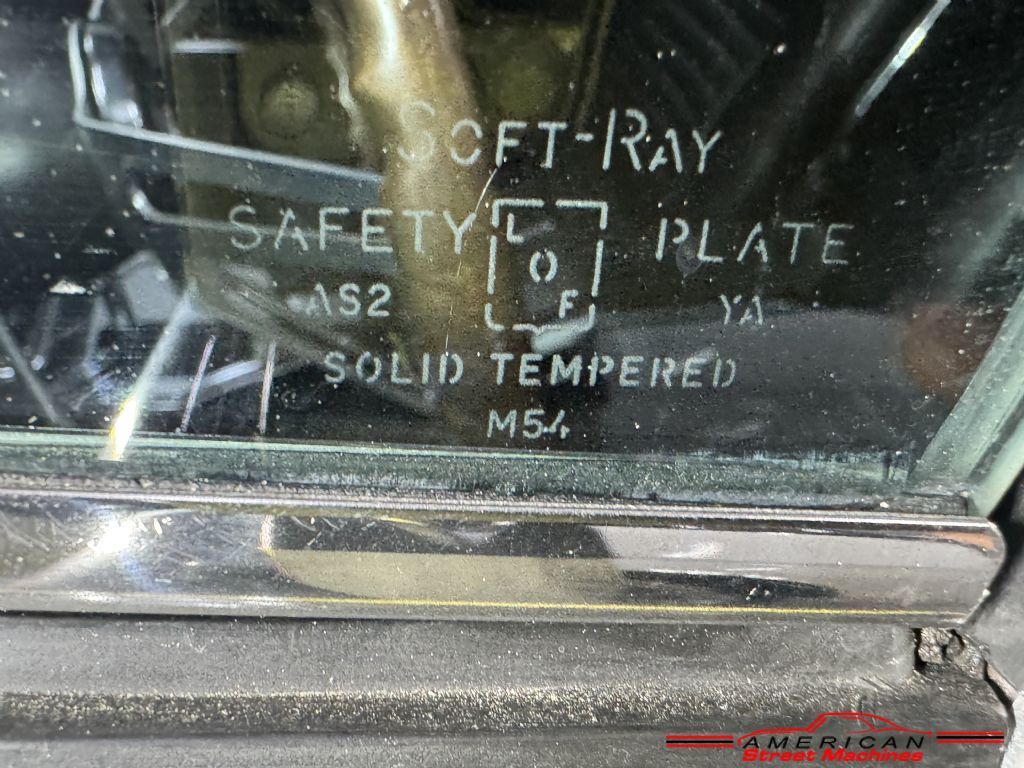 SOFT-RAY
SAFETY L PLATE
O
AS2 F YA
SOLID TEMPERED
M54
AMERICAN
Street Machines